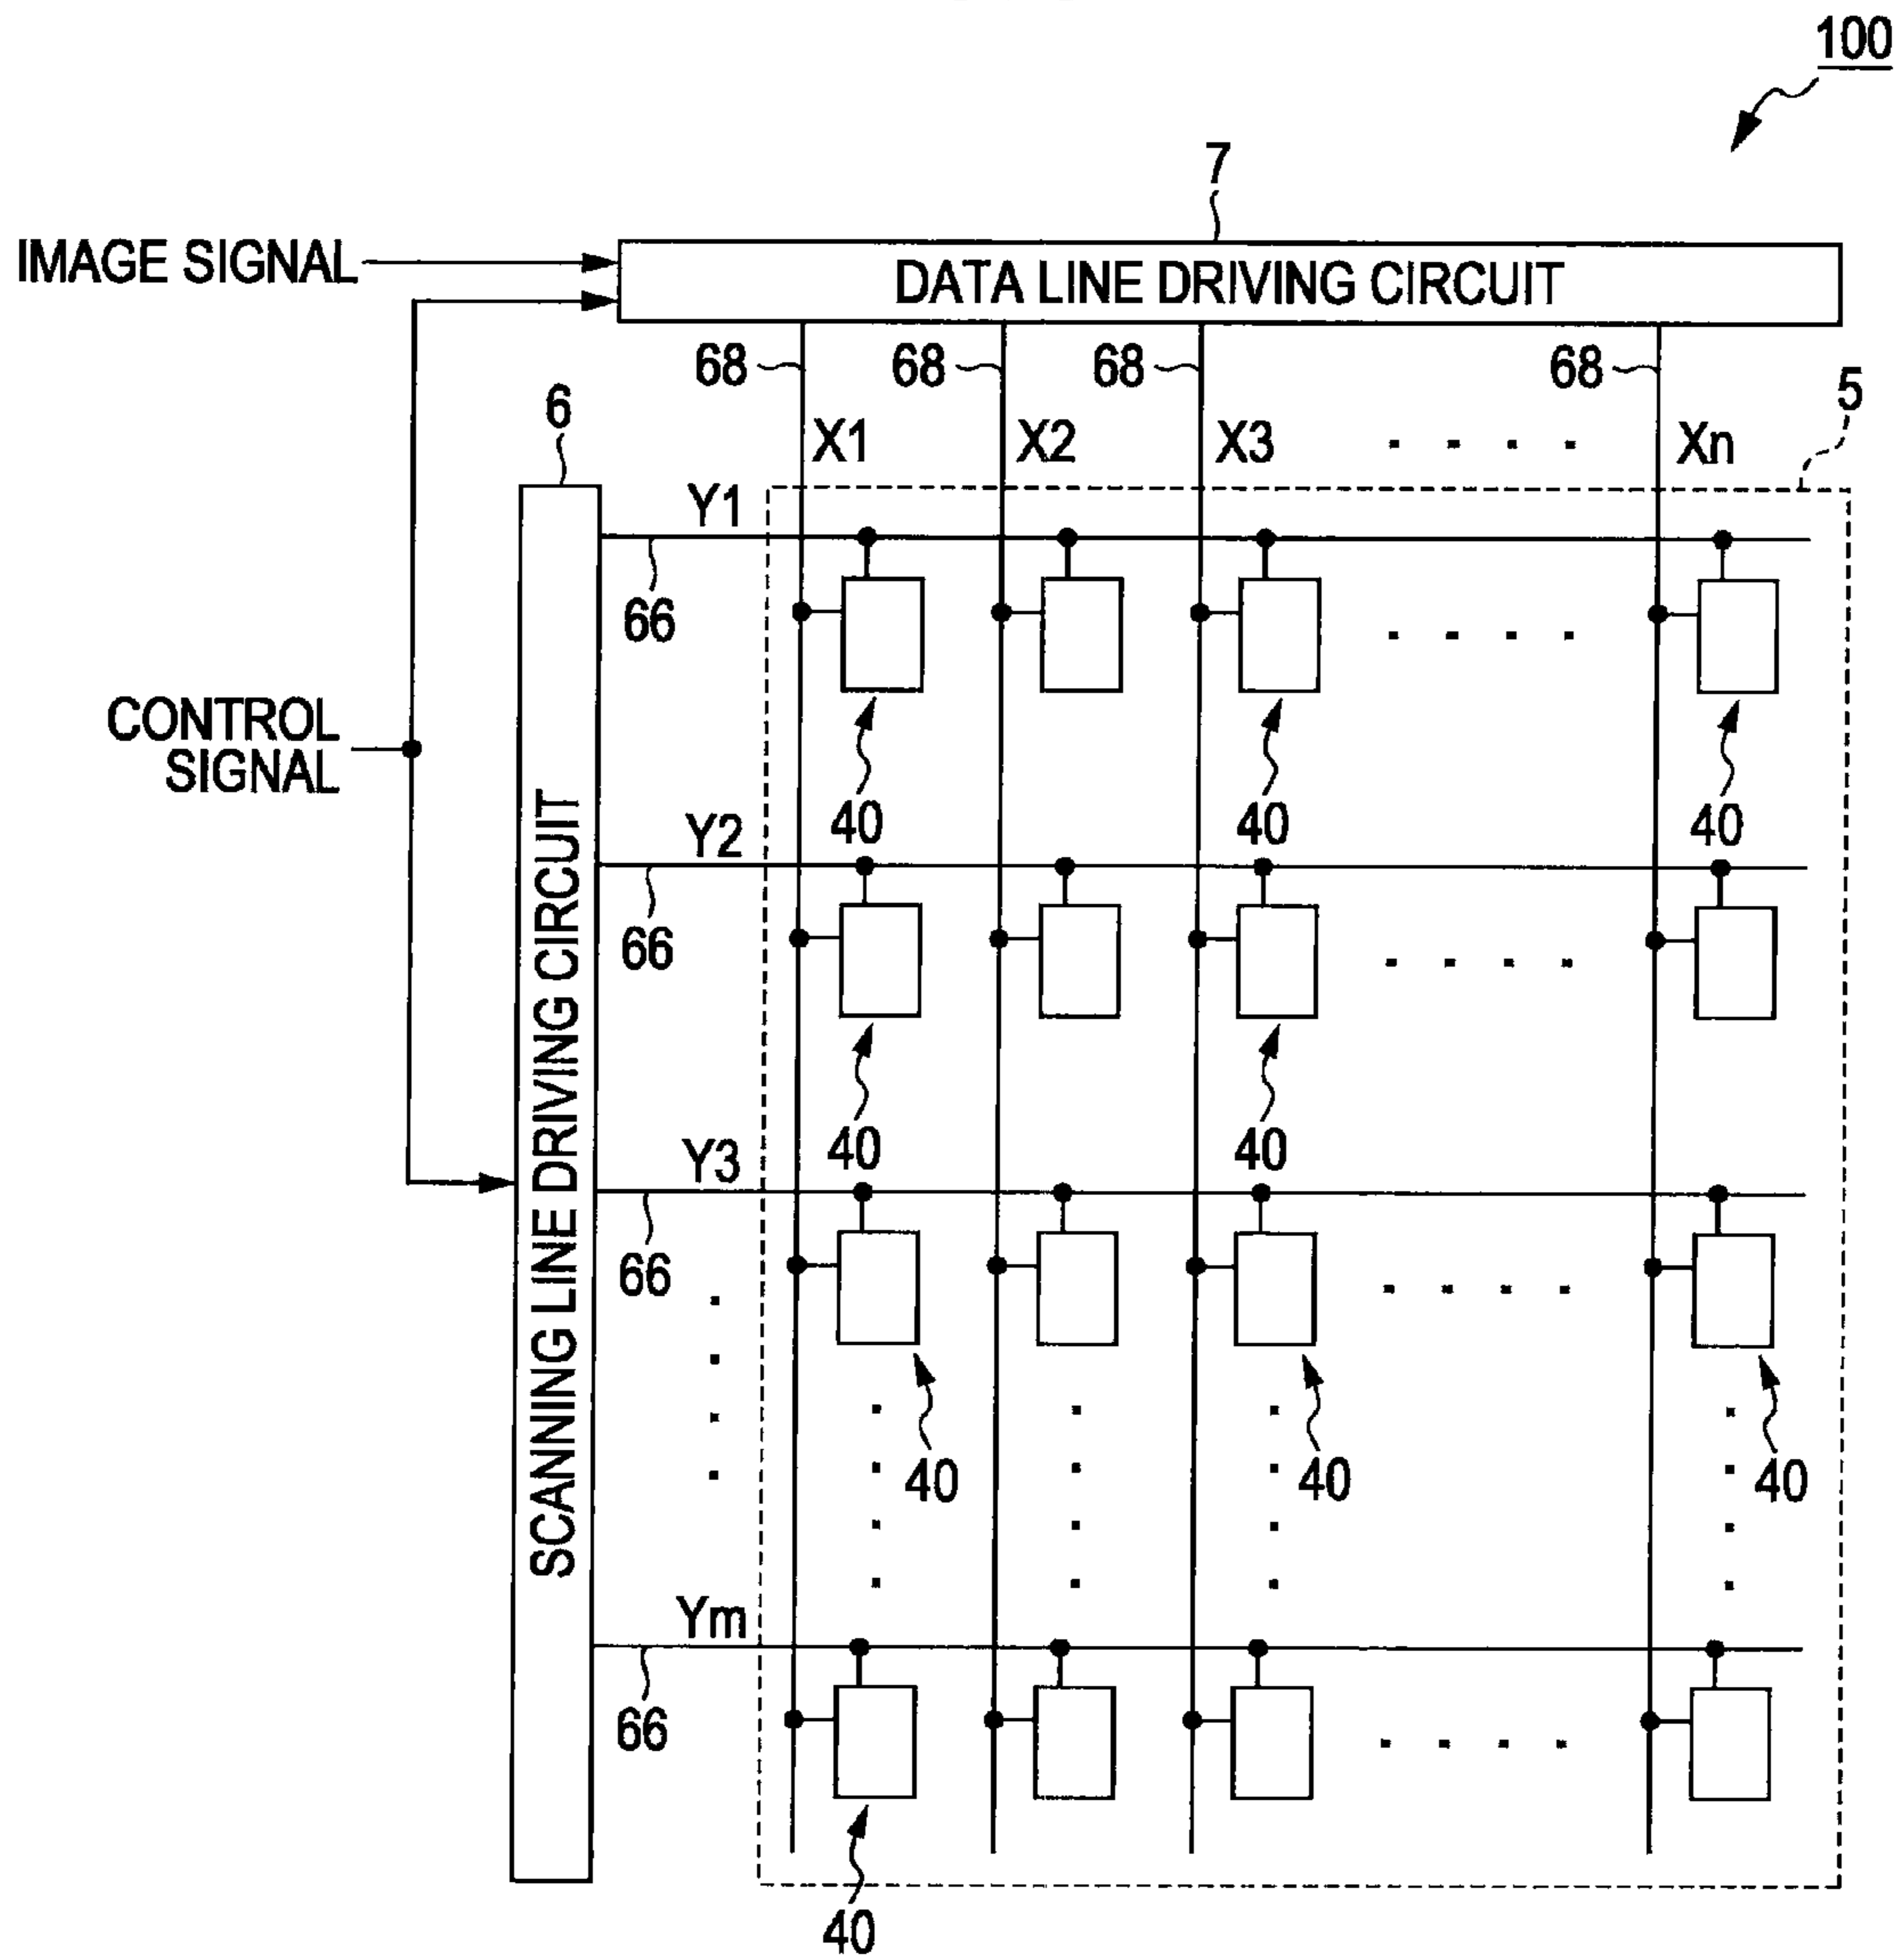 100
7
IMAGE SIGNAL
DATA LINE DRIVING CIRCUIT
68 68 68 68
5
6
X1 X2 X3 . . . . Xn
Y1
66
CONTROL
SIGNAL
40 40 40
SCANNING LINE DRIVING CIRCUIT
Y2
66
40 40
Y3
66
40 40 40
Ym
66
40